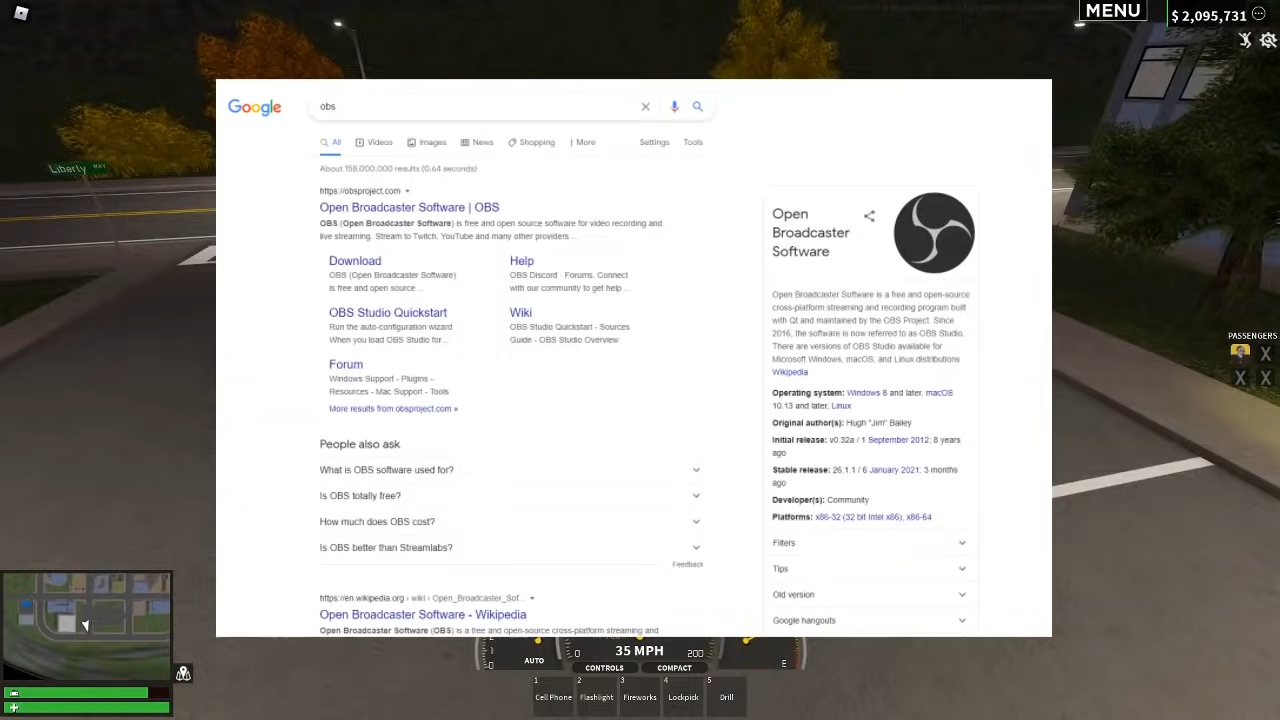 MENU
$ 2,095,731
Liberty WAY
Google
obs
All
Videos
Images
News
Shopping
More
Settings
Tools
About 158,000,000 results (0.64 seconds)
https://obsproject.com
Open Broadcaster Software | OBS
OBS (Open Broadcaster Software) is free and open source software for video recording and
live streaming. Stream to Twitch, YouTube and many other providers ...
Download
OBS (Open Broadcaster Software)
is free and open source ...
Help
OBS Discord · Forums. Connect
with our community to get help ...
OBS Studio Quickstart
Run the auto-configuration wizard
When you load OBS Studio for ...
Wiki
OBS Studio Quickstart - Sources
Guide - OBS Studio Overview
Forum
Windows Support - Plugins -
Resources - Mac Support - Tools
More results from obsproject.com »
People also ask
What is OBS software used for?
Is OBS totally free?
How much does OBS cost?
Is OBS better than Streamlabs?
Feedback
https://en.wikipedia.org › wiki › Open_Broadcaster_Sof...
Open Broadcaster Software - Wikipedia
Open Broadcaster Software (OBS) is a free and open-source cross-platform streaming and
Open
Broadcaster
Software
Open Broadcaster Software is a free and open-source
cross-platform streaming and recording program built
with Qt and maintained by the OBS Project. Since
2016, the software is now referred to as OBS Studio.
There are versions of OBS Studio available for
Microsoft Windows, macOS, and Linux distributions
Wikipedia
Operating system: Windows 8 and later, macOS
10.13 and later, Linux
Original author(s): Hugh "Jim" Bailey
Initial release: v0.32a / 1 September 2012; 8 years
ago
Stable release: 26.1.1 / 6 January 2021; 3 months
ago
Developer(s): Community
Platforms: x86-32 (32 bit Intel x86), x86-64
Filters
Tips
Old version
Google hangouts
PASSENGERS
X
X X
AUTO
0
35 MPH
200
E
CONTROLS
COMPACT
1
Cell Phone
2
Flashlight
3
Fireworks
4
Lockpick
5
Drill